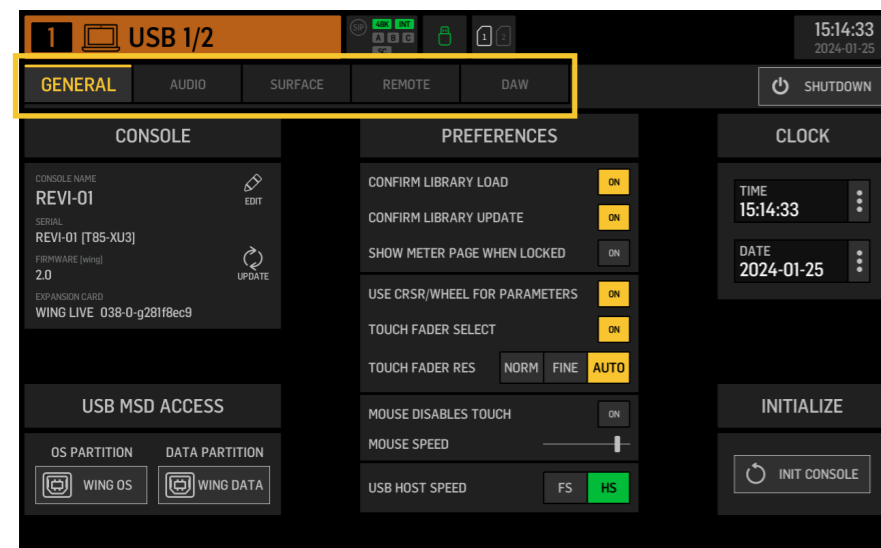 1 USB 1/2
SIP 48K INT
A B C
SC
1 2
15:14:33
2024-01-25
GENERAL AUDIO SURFACE REMOTE DAW
SHUTDOWN
CONSOLE
CONSOLE NAME
REVI-01
EDIT
SERIAL
REVI-01 [T85-XU3]
FIRMWARE [wing]
2.0
UPDATE
EXPANSION CARD
WING LIVE 038-0-g281f8ec9
USB MSD ACCESS
OS PARTITION DATA PARTITION
WING OS WING DATA
PREFERENCES
CONFIRM LIBRARY LOAD ON
CONFIRM LIBRARY UPDATE ON
SHOW METER PAGE WHEN LOCKED ON
USE CRSR/WHEEL FOR PARAMETERS ON
TOUCH FADER SELECT ON
TOUCH FADER RES NORM FINE AUTO
MOUSE DISABLES TOUCH ON
MOUSE SPEED
USB HOST SPEED FS HS
CLOCK
TIME
15:14:33
DATE
2024-01-25
INITIALIZE
INIT CONSOLE